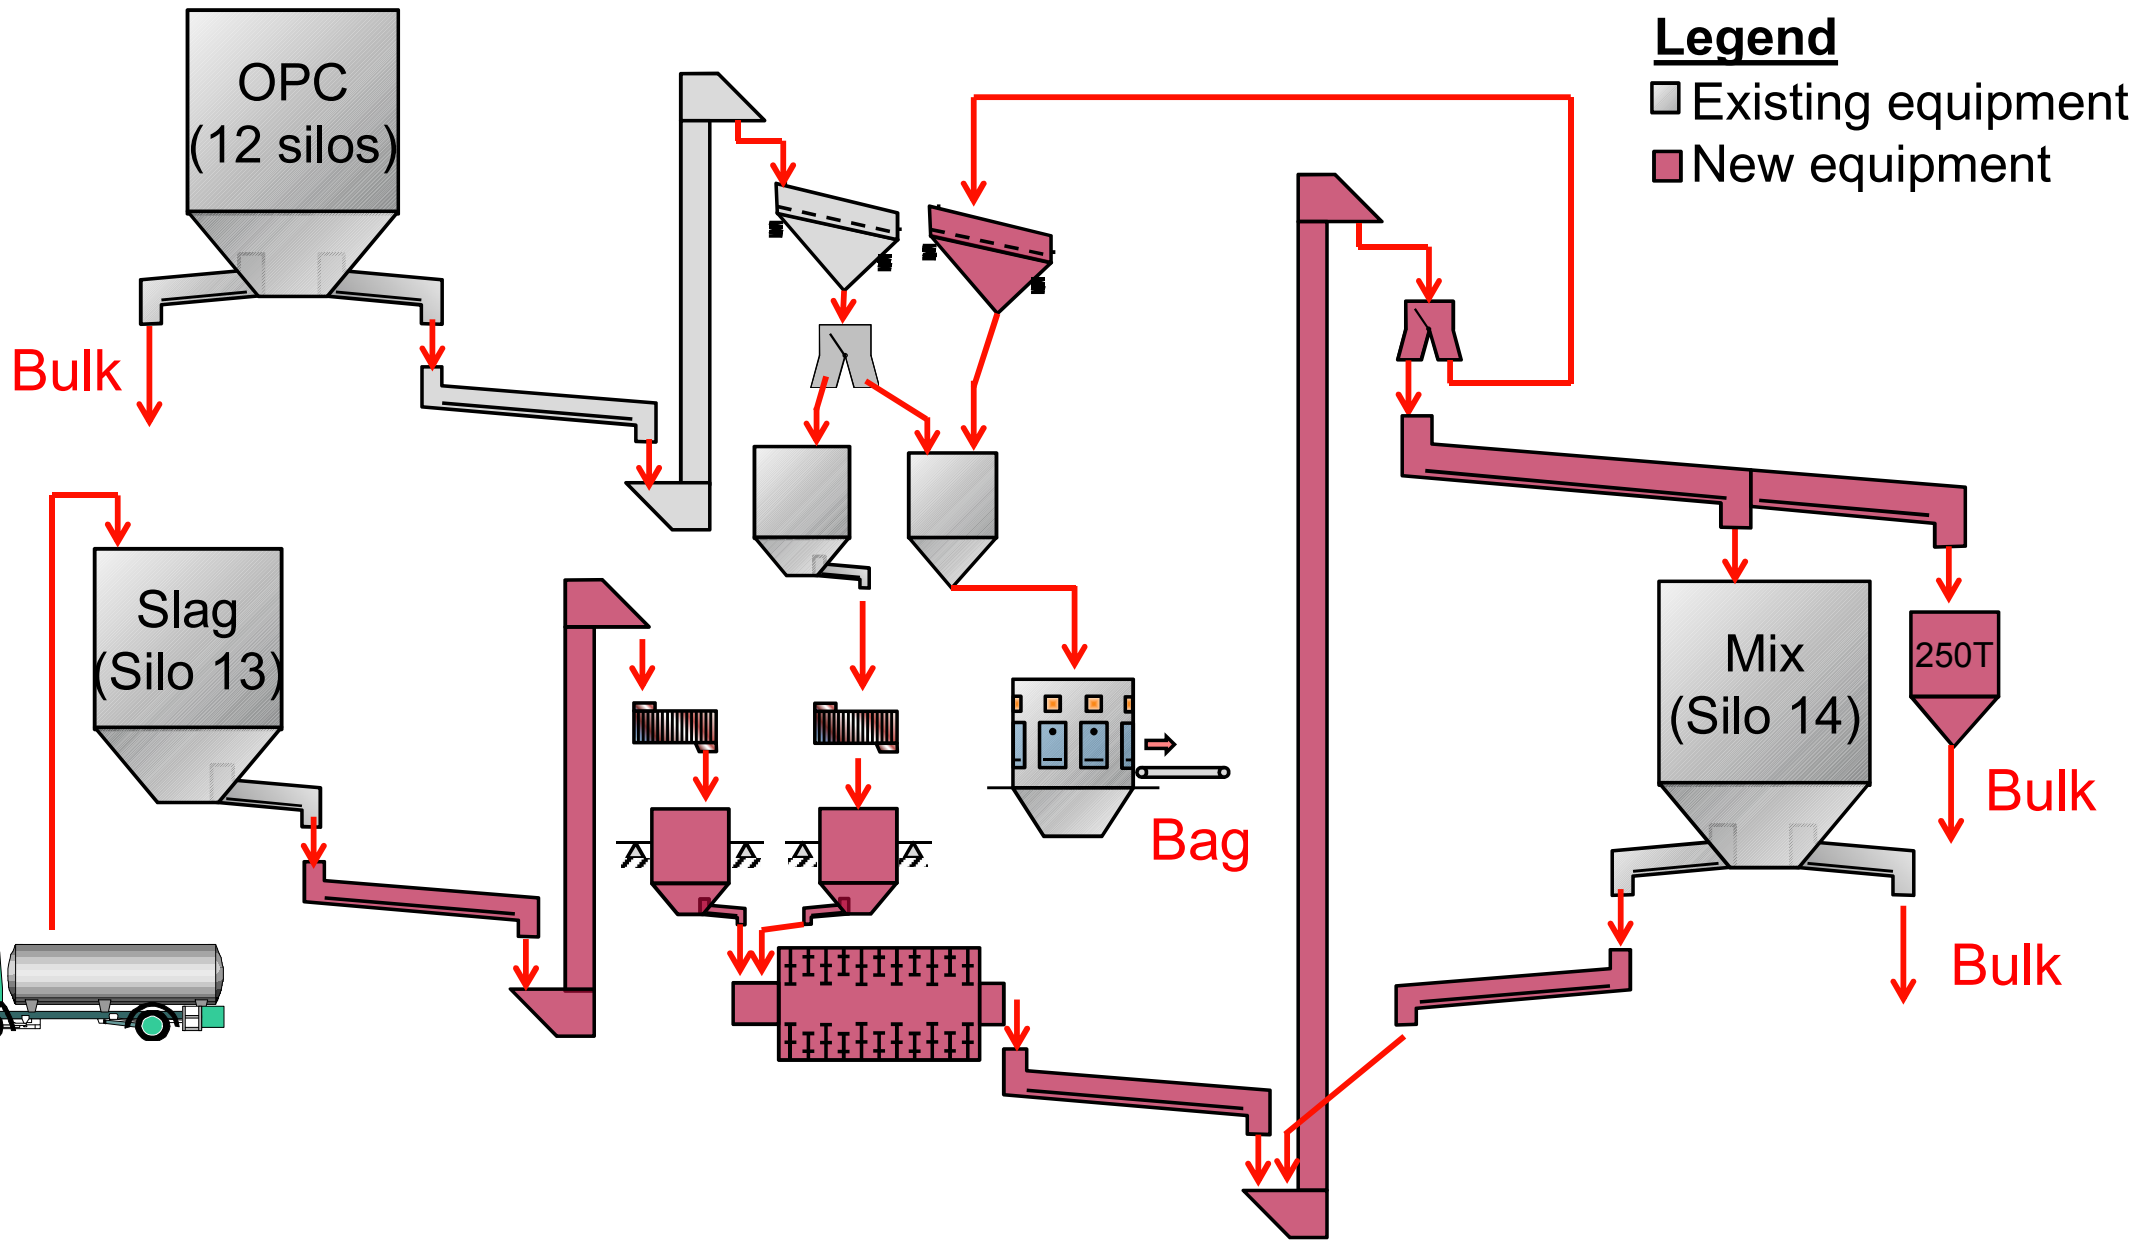 Legend
Existing equipment
New equipment
OPC
(12 silos)
Bulk
Slag
(Silo 13)
Mix
(Silo 14)
250T
Bulk
Bag
Bulk